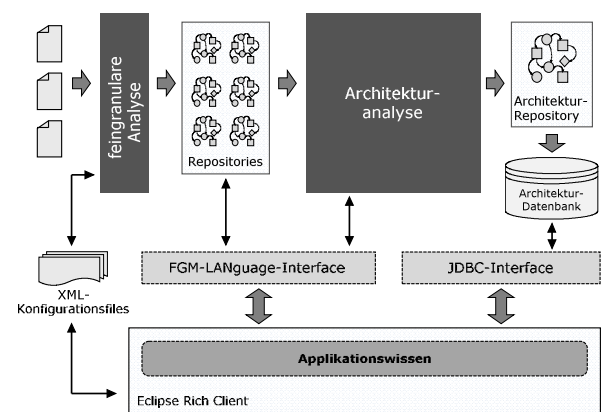 feingranulare
Analyse
Repositories
Architektur-
analyse
Architektur-
Repository
Architektur-
Datenbank
XML-
Konfigurationsfiles
FGM-LANguage-Interface
JDBC-Interface
Applikationswissen
Eclipse Rich Client